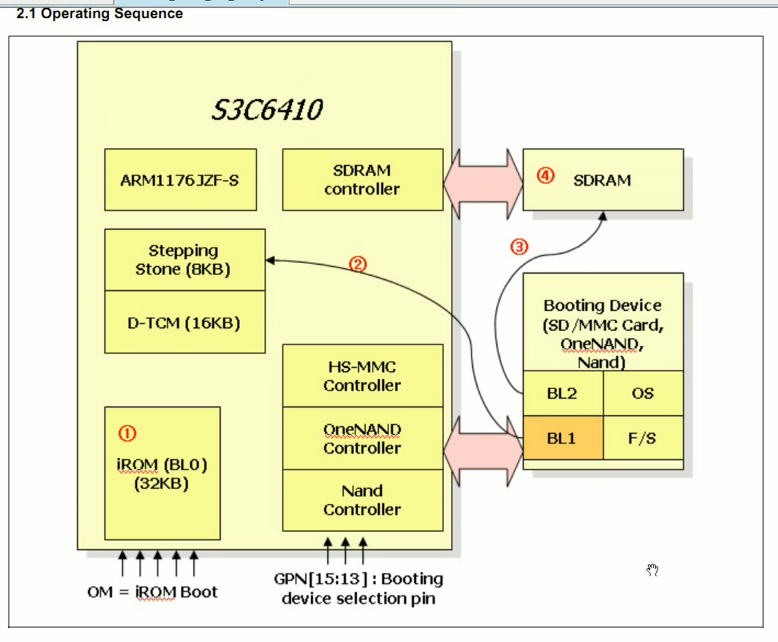 2.1 Operating Sequence
S3C6410
ARM1176JZF-S
SDRAM
controller
④
SDRAM
③
Stepping
Stone (8KB)
②
D-TCM (16KB)
Booting Device
(SD/MMC Card,
OneNAND,
Nand)
HS-MMC
Controller
BL2
OS
①
iROM (BL0)
(32KB)
OneNAND
Controller
BL1
F/S
Nand
Controller
OM = iROM Boot
GPN[15:13] : Booting
device selection pin